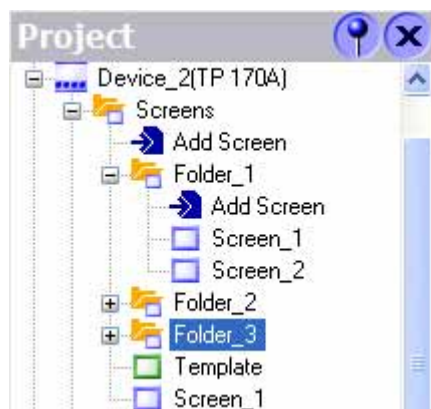 Project
Device_2(TP 170A)
Screens
Add Screen
Folder_1
Add Screen
Screen_1
Screen_2
Folder_2
Folder_3
Template
Screen_1